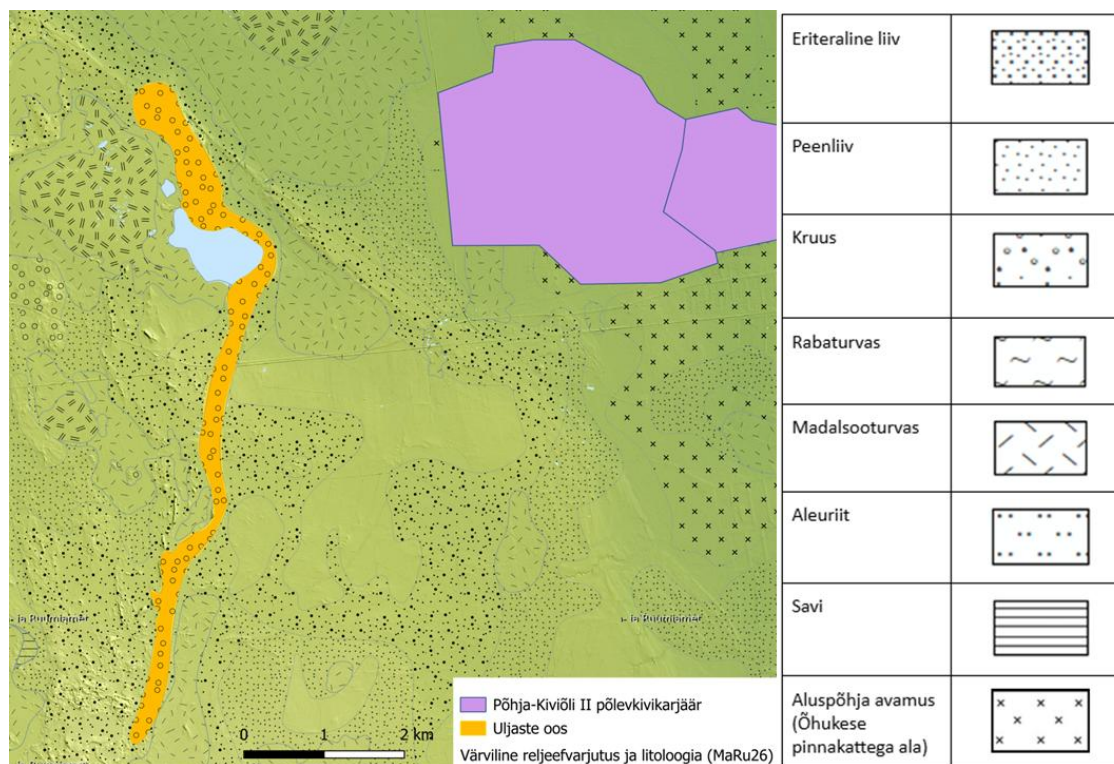 Eriteraline liiv
Peenliiv
Kruus
Rabaturvas
Madalsooturvas
Aleuriit
Savi
Aluspõhja avamus
(Õhukese
pinnakattega ala)
0 1 2 km
Põhja-Kiviõli II põlevkivikarjäär
Uljaste oos
Värviline reljeefvarjutus ja litoloogia (MaRu26)